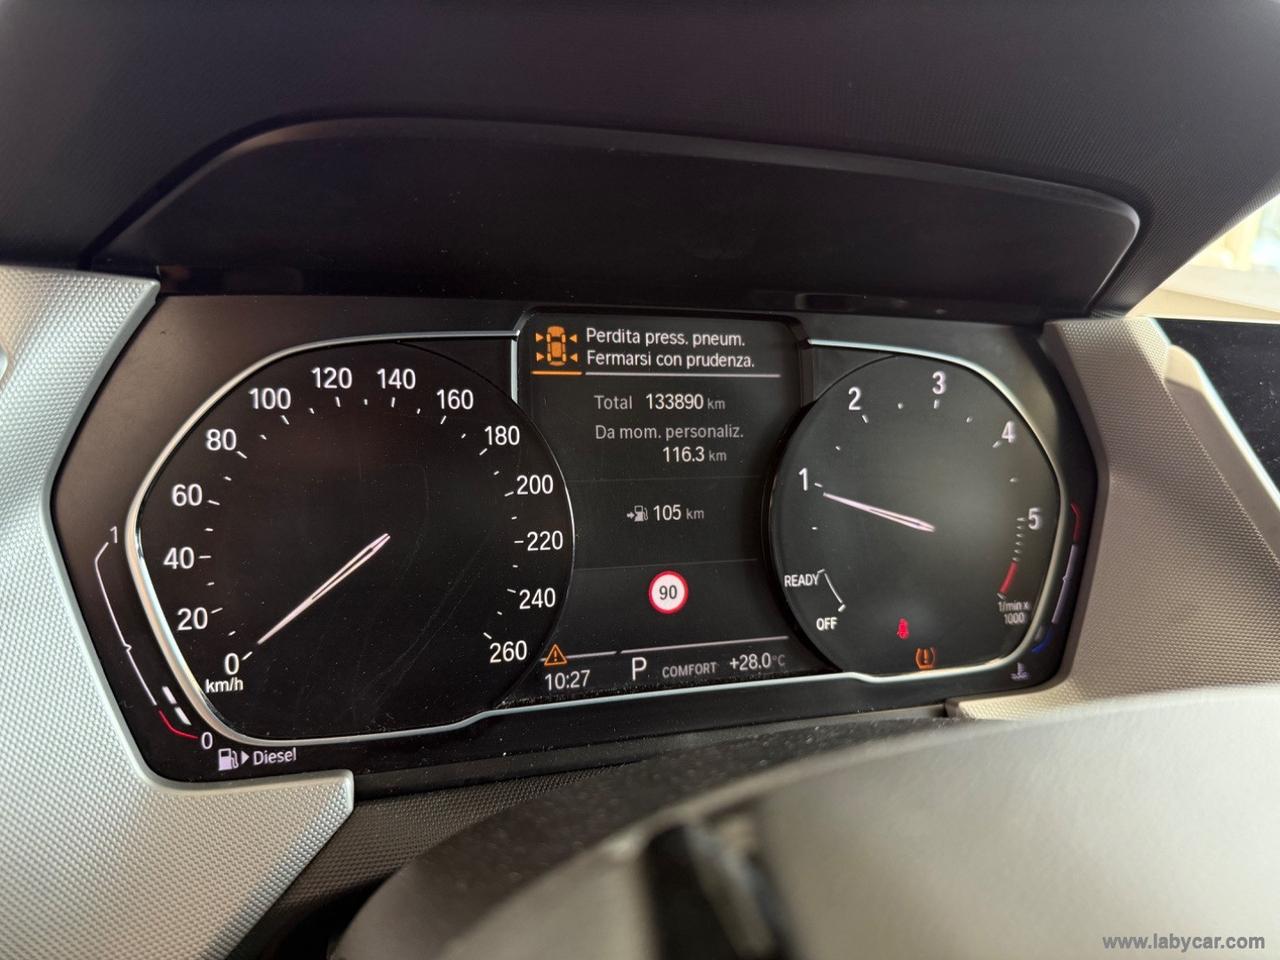 Perdita press. pneum.
Fermarsi con prudenza.
Total 133890 km
Da mom. personaliz.
116.3 km
105 km
90
10:27 P COMFORT +28.0°C
0
20
40
60
80
100
120
140
160
180
200
220
240
260
km/h
1
0
Diesel
1
2
3
4
5
READY
OFF
1/min x
1000
www.labycar.com